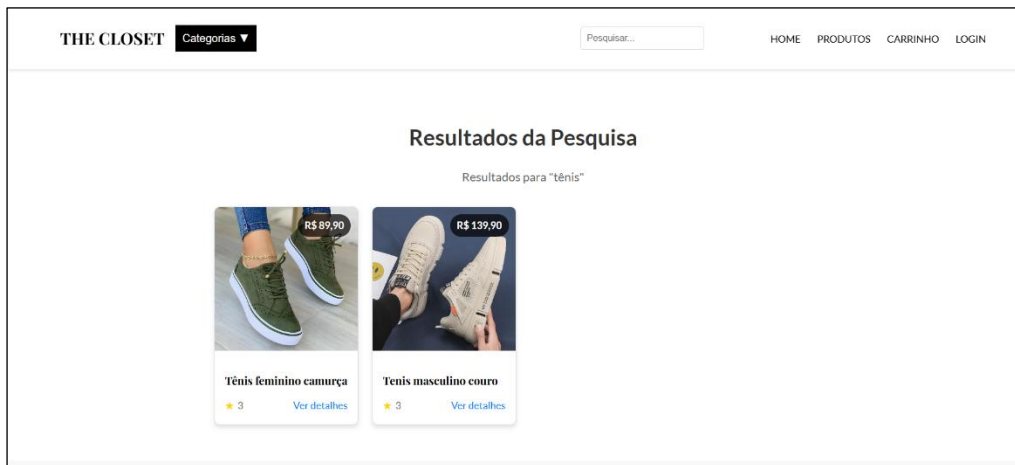 THE CLOSET Categorias ▼ Pesquisar... HOME PRODUTOS CARRINHO LOGIN
Resultados da Pesquisa
Resultados para "tênis"
R$ 89,90 R$ 139,90
Tênis feminino camurça Tenis masculino couro
★ 3 Ver detalhes ★ 3 Ver detalhes